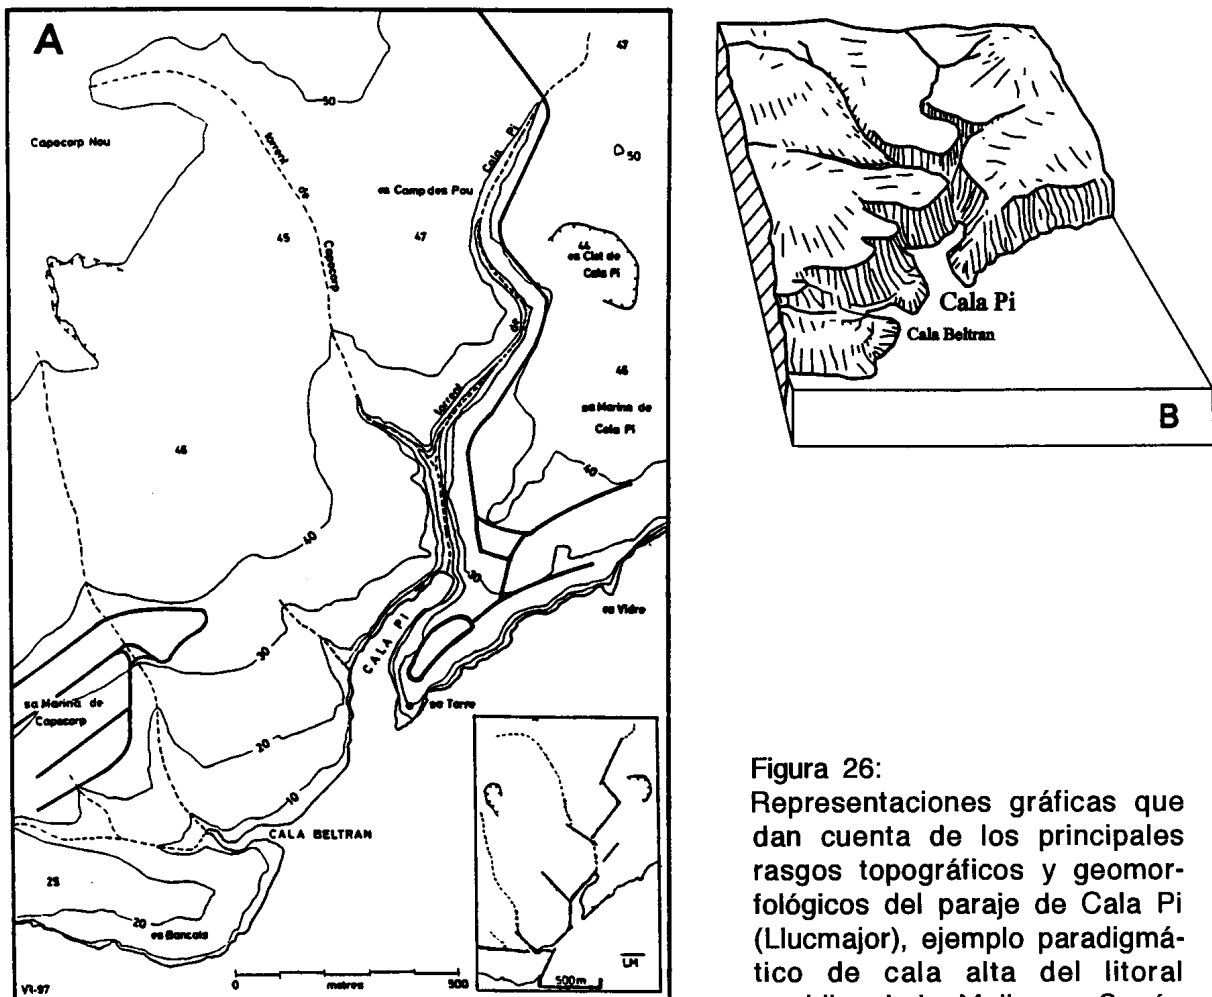 A
47
50
Capocorp Nou
torrent
de
Capocorp
Cala Pi
50
es Camp des Pou
45
47
44
es Clot de
Cala Pi
de
46
torrent
sa Marina de
Cala Pi
46
40
40
30
es Vidre
CALA PI
30
sa Marina de
Capocorp
sa Torre
20
10
CALA BELTRAN
25
20
es Bancals
VR-97
0
metres
500
500m
LM
Cala Pi
Cala Beltran
B
Figura 26:
Representaciones gráficas que
dan cuenta de los principales
rasgos topográficos y geomor-
fológicos del paraje de Cala Pi
(Llucmajor), ejemplo paradigmá-
tico de cala alta del litoral